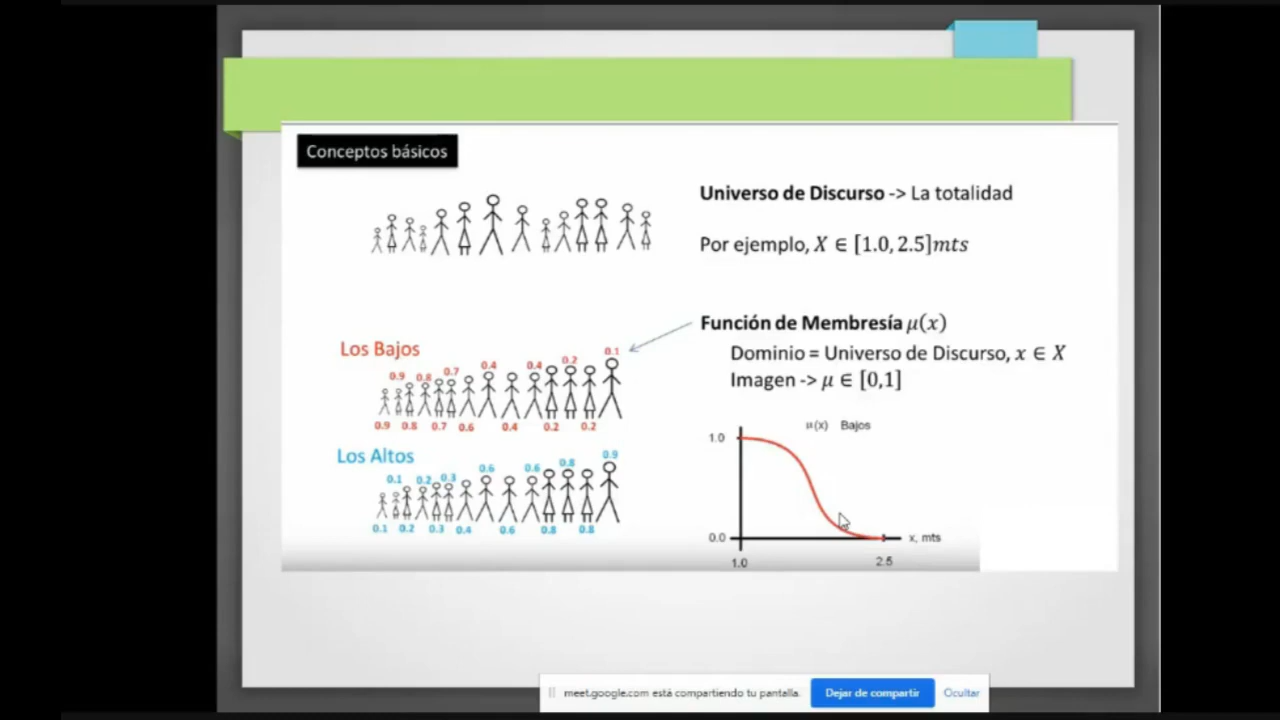 Conceptos básicos
Universo de Discurso -> La totalidad
Por ejemplo, X ∈ [1.0, 2.5]mts
Función de Membresía μ(x)
Dominio = Universo de Discurso, x ∈ X
Imagen -> μ ∈ [0,1]
Los Bajos
0.9 0.8 0.7 0.4 0.4 0.2 0.1
0.9 0.8 0.7 0.6 0.4 0.2 0.2
Los Altos
0.1 0.2 0.3 0.6 0.6 0.8 0.9
0.1 0.2 0.3 0.4 0.6 0.8 0.8
μ(x) Bajos
1.0
0.0
x, mts
1.0 2.5
meet.google.com está compartiendo tu pantalla.
Dejar de compartir
Ocultar